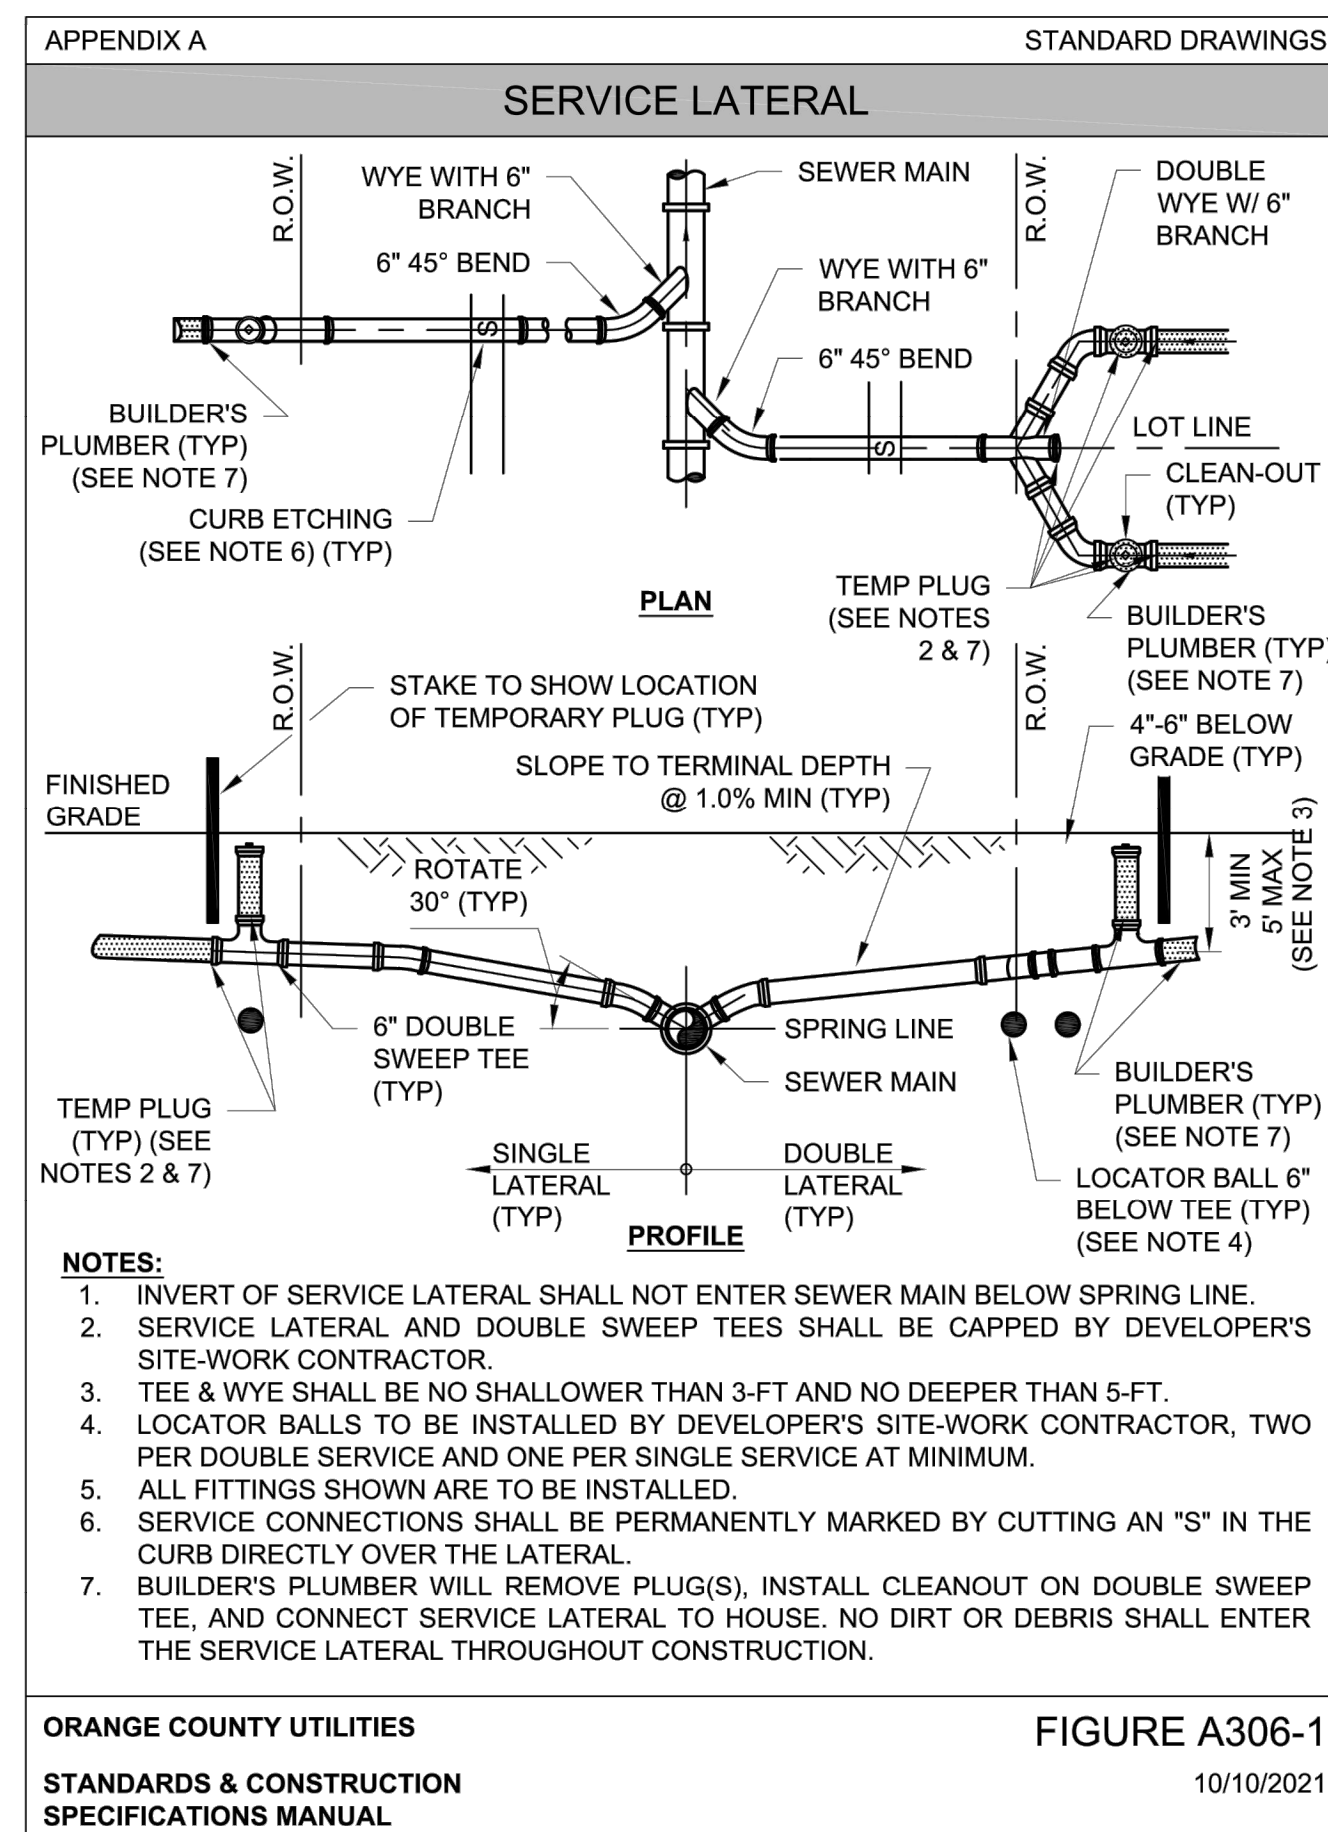 APPENDIX A
STANDARD DRAWINGS
SERVICE LATERAL
R.O.W.
WYE WITH 6"
BRANCH
SEWER MAIN
R.O.W.
DOUBLE
WYE W/ 6"
BRANCH
6" 45° BEND
WYE WITH 6"
BRANCH
S
6" 45° BEND
BUILDER'S
PLUMBER (TYP)
(SEE NOTE 7)
S
LOT LINE
CLEAN-OUT
(TYP)
CURB ETCHING
(SEE NOTE 6) (TYP)
TEMP PLUG
(SEE NOTES
2 & 7)
PLAN
BUILDER'S
PLUMBER (TYP)
(SEE NOTE 7)
R.O.W.
STAKE TO SHOW LOCATION
OF TEMPORARY PLUG (TYP)
R.O.W.
4"-6" BELOW
GRADE (TYP)
SLOPE TO TERMINAL DEPTH
@ 1.0% MIN (TYP)
FINISHED
GRADE
ROTATE
30° (TYP)
3' MIN
5' MAX
(SEE NOTE 3)
6" DOUBLE
SWEEP TEE
(TYP)
SPRING LINE
SEWER MAIN
BUILDER'S
PLUMBER (TYP)
(SEE NOTE 7)
TEMP PLUG
(TYP) (SEE
NOTES 2 & 7)
SINGLE
LATERAL
(TYP)
DOUBLE
LATERAL
(TYP)
LOCATOR BALL 6"
BELOW TEE (TYP)
(SEE NOTE 4)
PROFILE
NOTES:
1. INVERT OF SERVICE LATERAL SHALL NOT ENTER SEWER MAIN BELOW SPRING LINE.
2. SERVICE LATERAL AND DOUBLE SWEEP TEES SHALL BE CAPPED BY DEVELOPER'S
SITE-WORK CONTRACTOR.
3. TEE & WYE SHALL BE NO SHALLOWER THAN 3-FT AND NO DEEPER THAN 5-FT.
4. LOCATOR BALLS TO BE INSTALLED BY DEVELOPER'S SITE-WORK CONTRACTOR, TWO
PER DOUBLE SERVICE AND ONE PER SINGLE SERVICE AT MINIMUM.
5. ALL FITTINGS SHOWN ARE TO BE INSTALLED.
6. SERVICE CONNECTIONS SHALL BE PERMANENTLY MARKED BY CUTTING AN "S" IN THE
CURB DIRECTLY OVER THE LATERAL.
7. BUILDER'S PLUMBER WILL REMOVE PLUG(S), INSTALL CLEANOUT ON DOUBLE SWEEP
TEE, AND CONNECT SERVICE LATERAL TO HOUSE. NO DIRT OR DEBRIS SHALL ENTER
THE SERVICE LATERAL THROUGHOUT CONSTRUCTION.
ORANGE COUNTY UTILITIES
FIGURE A306-1
STANDARDS & CONSTRUCTION
SPECIFICATIONS MANUAL
10/10/2021